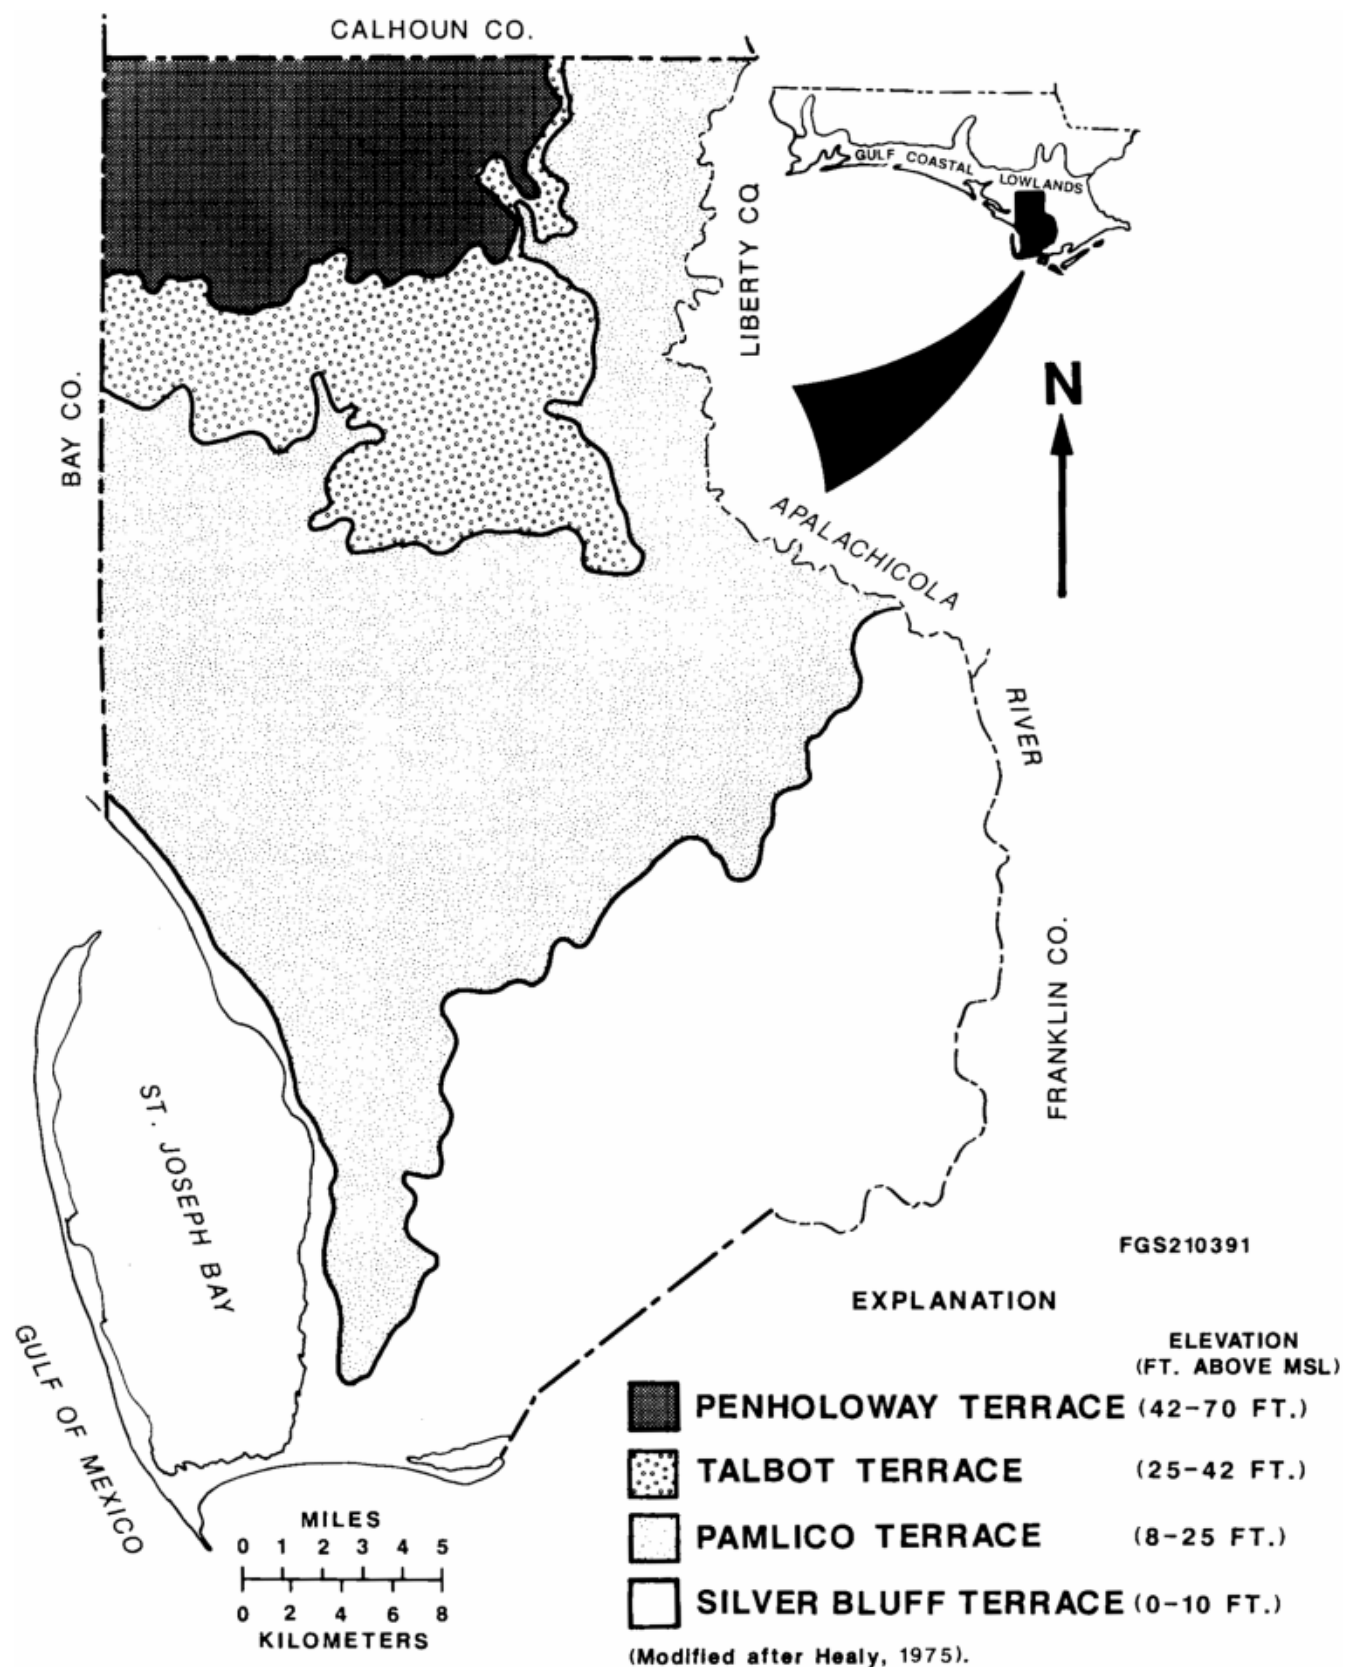 CALHOUN CO.
GULF COASTAL LOWLANDS
LIBERTY CO.
BAY CO.
N
APALACHICOLA
RIVER
FRANKLIN CO.
ST. JOSEPH BAY
GULF OF MEXICO
FGS210391
EXPLANATION
ELEVATION
(FT. ABOVE MSL)
PENHOLOWAY TERRACE (42-70 FT.)
TALBOT TERRACE (25-42 FT.)
PAMLICO TERRACE (8-25 FT.)
SILVER BLUFF TERRACE (0-10 FT.)
(Modified after Healy, 1975).
MILES
0 1 2 3 4 5
0 2 4 6 8
KILOMETERS